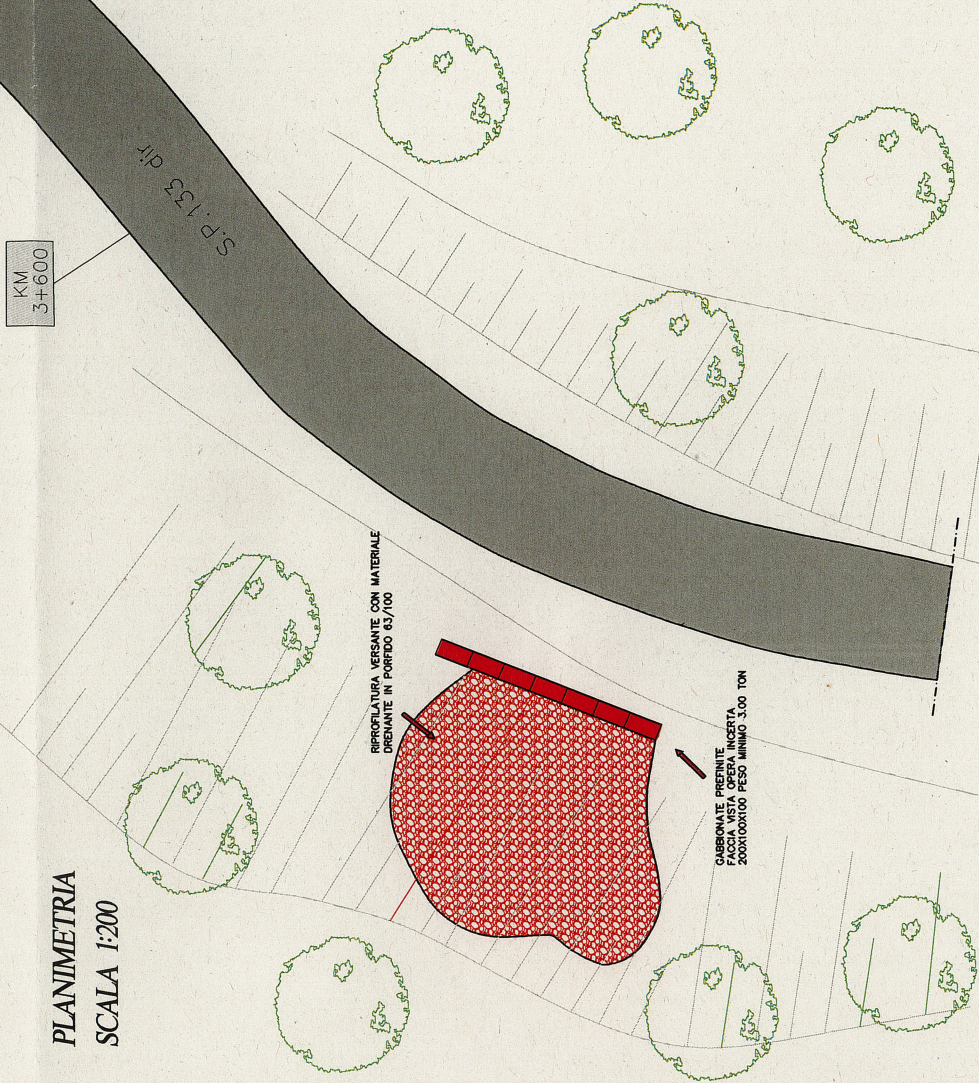 PLANIMETRIA
SCALA 1:200
KM
3+600
S.P.133 dir
RIPROFILATURA VERSANTE CON MATERIALE
DRENANTE IN PORFIDO 63/100
GABBIONATE PREFINITE
FACCIA VISTA OPERA INCERTA
200X100X100 PESO MINIMO 3.00 TON